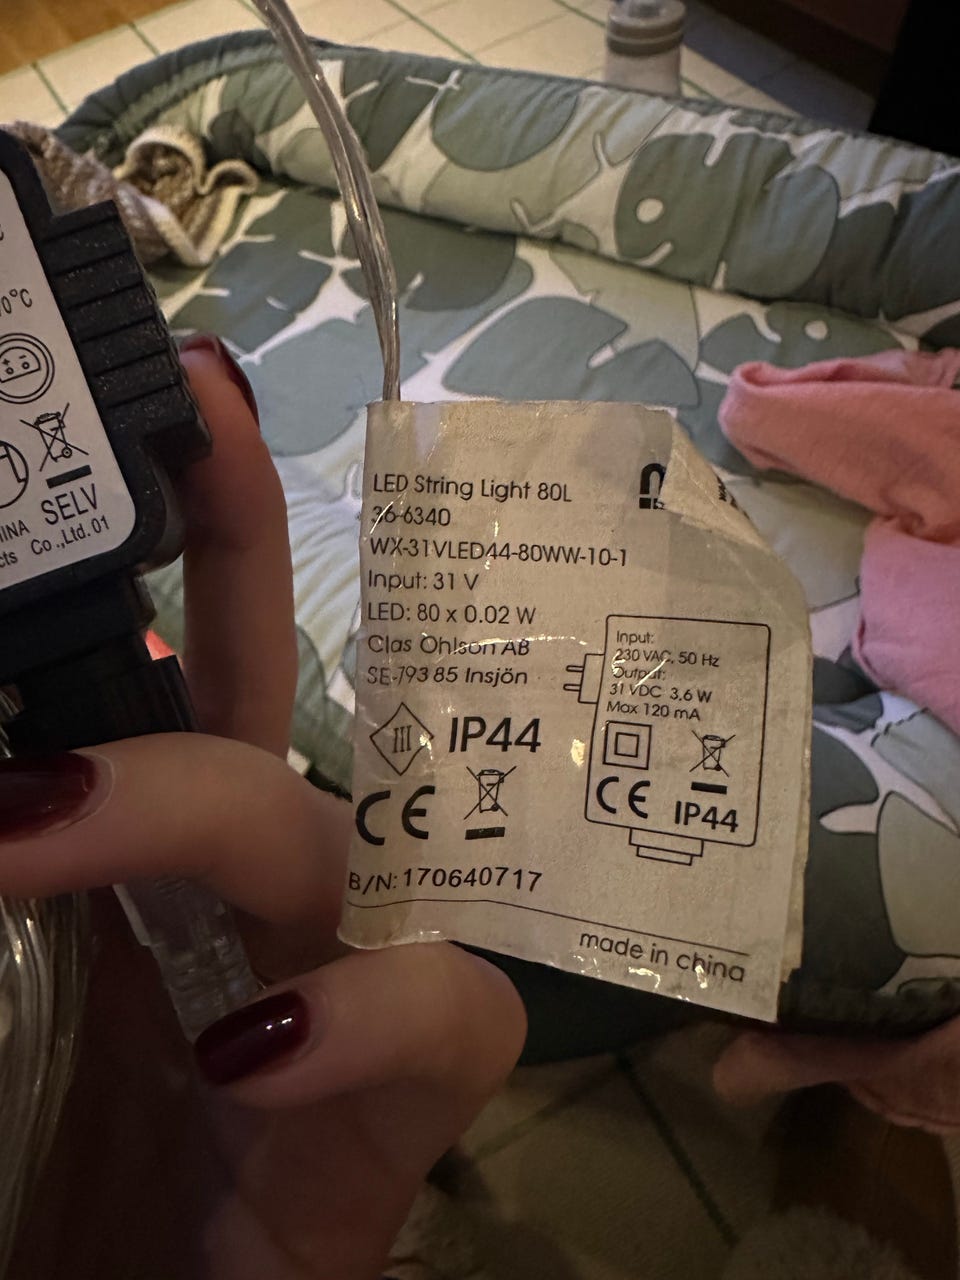 0°C
SELV
Co.,Ltd. 01
LED String Light 80L
36-6340
WX-31VLED44-80WW-10-1
Input: 31 V
LED: 80 x 0.02 W
Clas Ohlson AB
SE-793 85 Insjön
III IP44
CE
B/N: 170640717
made in china
Input:
230 VAC, 50 Hz
Output:
31 VDC 3,6 W
Max 120 mA
CE IP44